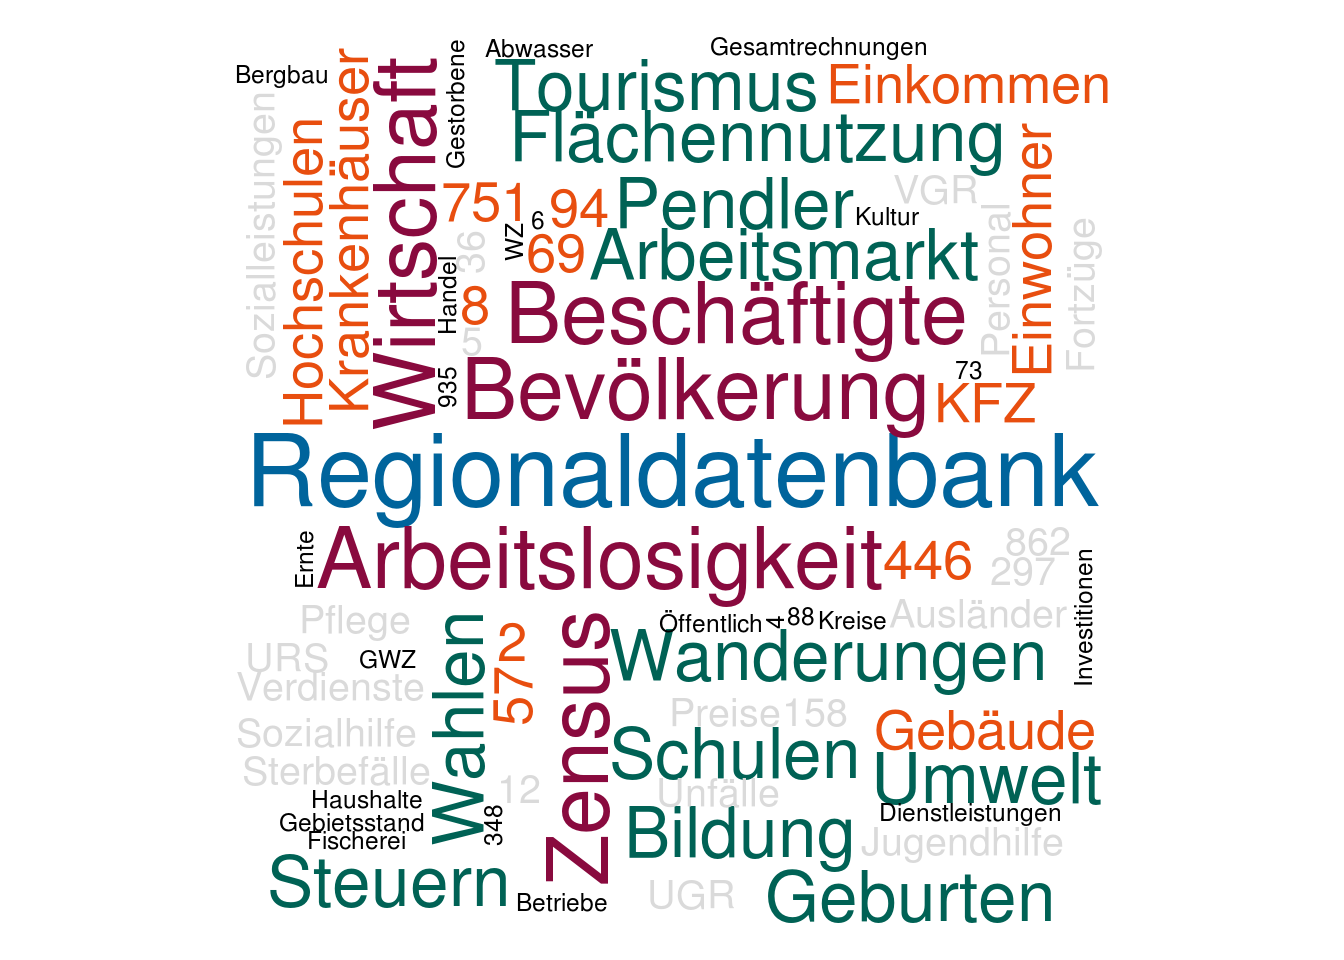 Abwasser
Gesamtrechnungen
Bergbau
Tourismus
Einkommen
Gestorbene
Krankenhäuser
Wirtschaft
Flächennutzung
Sozialleistungen
Hochschulen
Einwohner
751
94
Pendler
VGR
Kultur
6
WZ
36
69
Arbeitsmarkt
Personal
Fortzüge
Handel
8
Beschäftigte
5
935
Bevölkerung
73
KFZ
Regionaldatenbank
Ernte
Arbeitslosigkeit
446
862
297
Investitionen
Pflege
Öffentlich
4
88
Kreise
Ausländer
URS
GWZ
Wahlen
2
Zensus
Wanderungen
Verdienste
57
Preise
158
Sozialhilfe
Gebäude
Schulen
Sterbefälle
Umwelt
12
Unfälle
Haushalte
Gebietsstand
348
Bildung
Dienstleistungen
Fischerei
Jugendhilfe
Steuern
Betriebe
UGR
Geburten